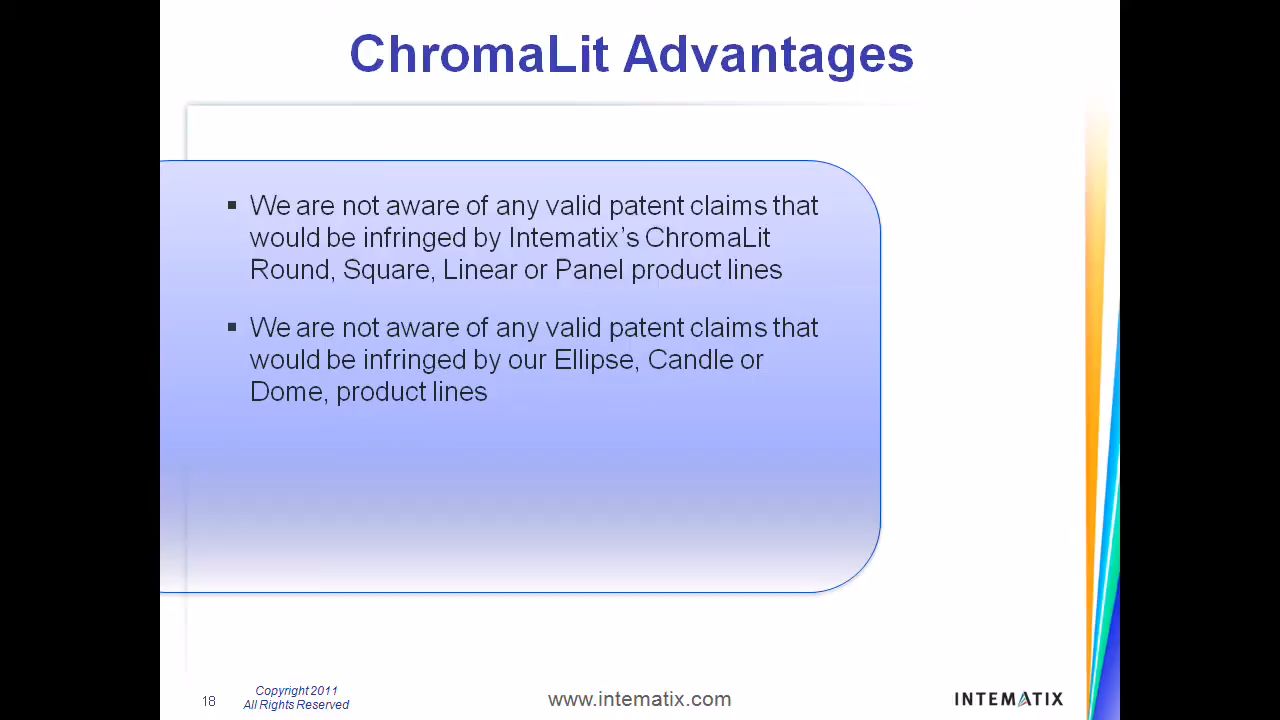 ChromaLit Advantages
▪ We are not aware of any valid patent claims that
would be infringed by Intematix’s ChromaLit
Round, Square, Linear or Panel product lines
▪ We are not aware of any valid patent claims that
would be infringed by our Ellipse, Candle or
Dome, product lines
18
Copyright 2011
All Rights Reserved
www.intematix.com
INTEMATIX